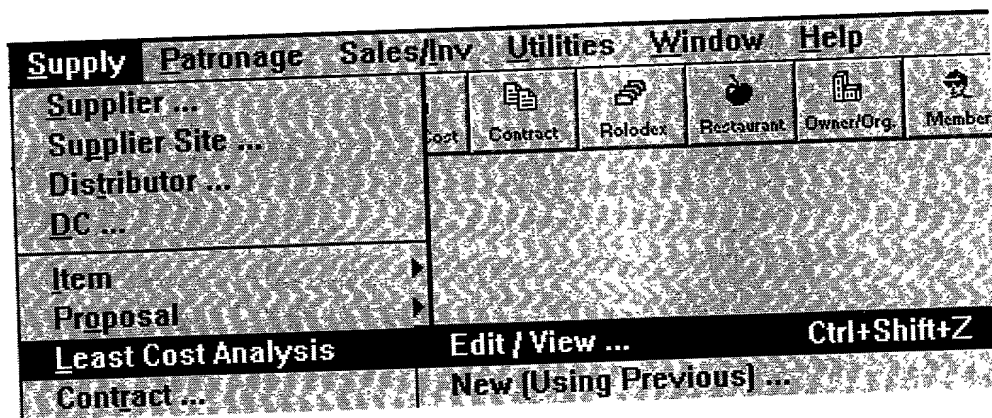 Supply Patronage Sales/Inv Utilities Window Help
Supplier ...
Supplier Site ...
Distributor ...
DC ...
Item
Proposal
Least Cost Analysis
Contract ...
Cost Contract Rolodex Restaurant Owner/Org. Member
Edit / View ... Ctrl+Shift+Z
New (Using Previous) ...